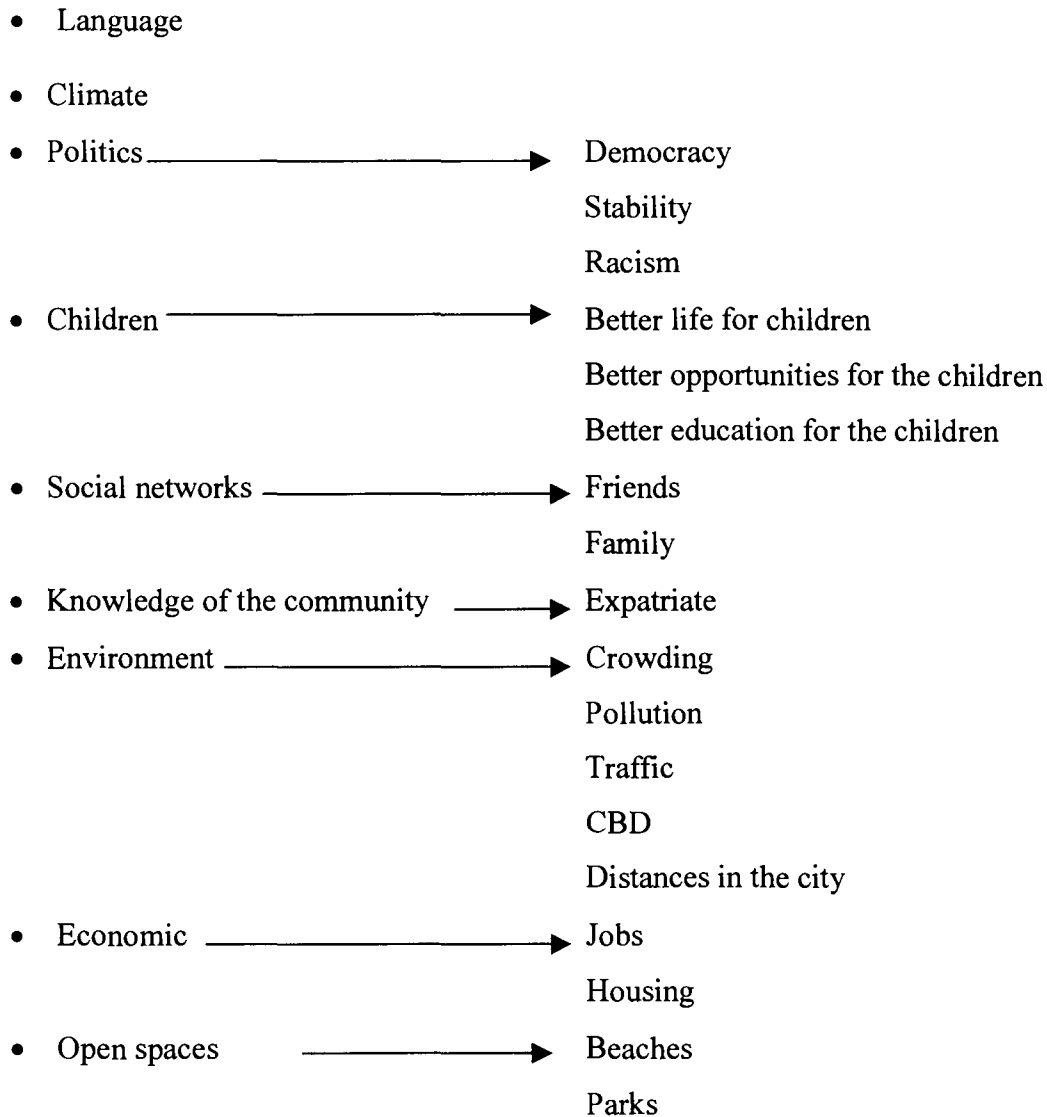 • Language
• Climate
• Politics Democracy
Stability
Racism
• Children Better life for children
Better opportunities for the children
Better education for the children
• Social networks Friends
Family
• Knowledge of the community Expatriate
• Environment Crowding
Pollution
Traffic
CBD
Distances in the city
• Economic Jobs
Housing
• Open spaces Beaches
Parks